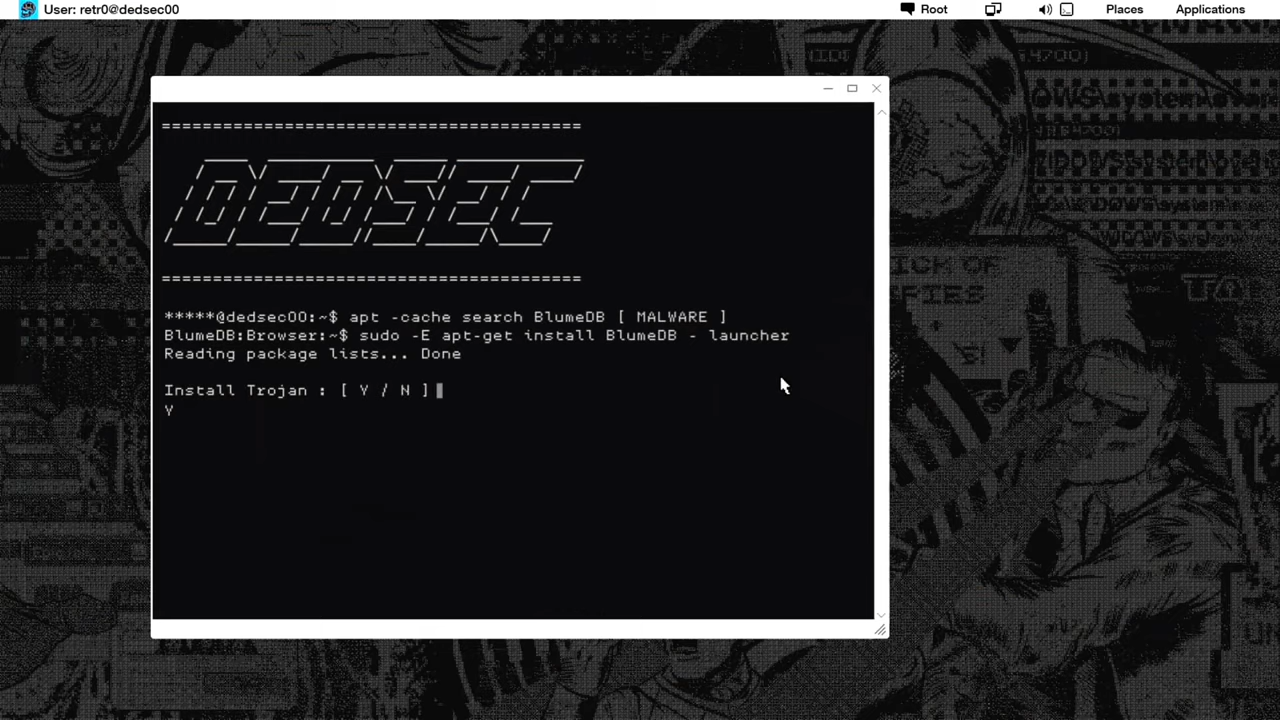 User: retr0@dedsec00
Root
Places
Applications
==========================================
DEDSEC
==========================================
*****@dedsec00:~$ apt -cache search BlumeDB [ MALWARE ]
BlumeDB:Browser:~$ sudo -E apt-get install BlumeDB - launcher
Reading package lists... Done
Install Trojan : [ Y / N ]
Y